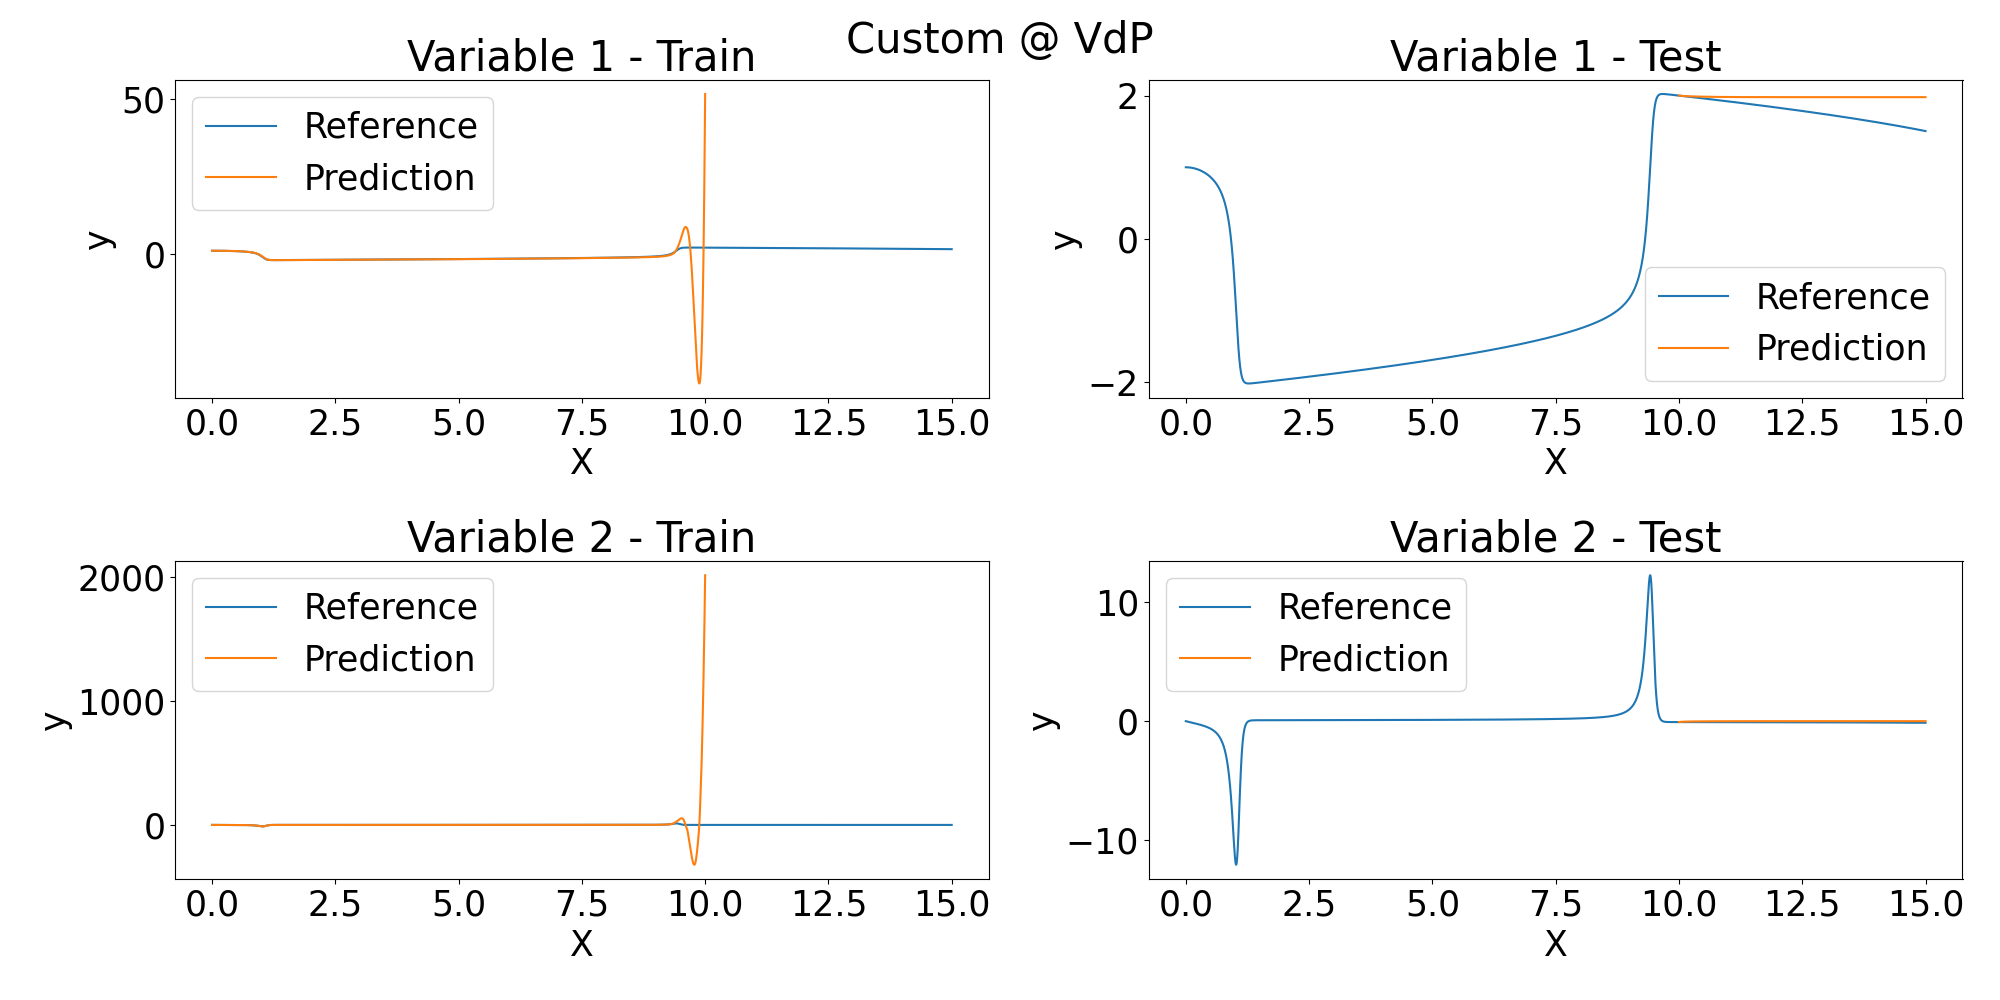 Custom @ VdP
Variable 1 - Train
50
0
y
Reference
Prediction
0.0 2.5 5.0 7.5 10.0 12.5 15.0
X
Variable 1 - Test
2
0
−2
y
Reference
Prediction
0.0 2.5 5.0 7.5 10.0 12.5 15.0
X
Variable 2 - Train
2000
1000
0
y
Reference
Prediction
0.0 2.5 5.0 7.5 10.0 12.5 15.0
X
Variable 2 - Test
10
0
−10
y
Reference
Prediction
0.0 2.5 5.0 7.5 10.0 12.5 15.0
X